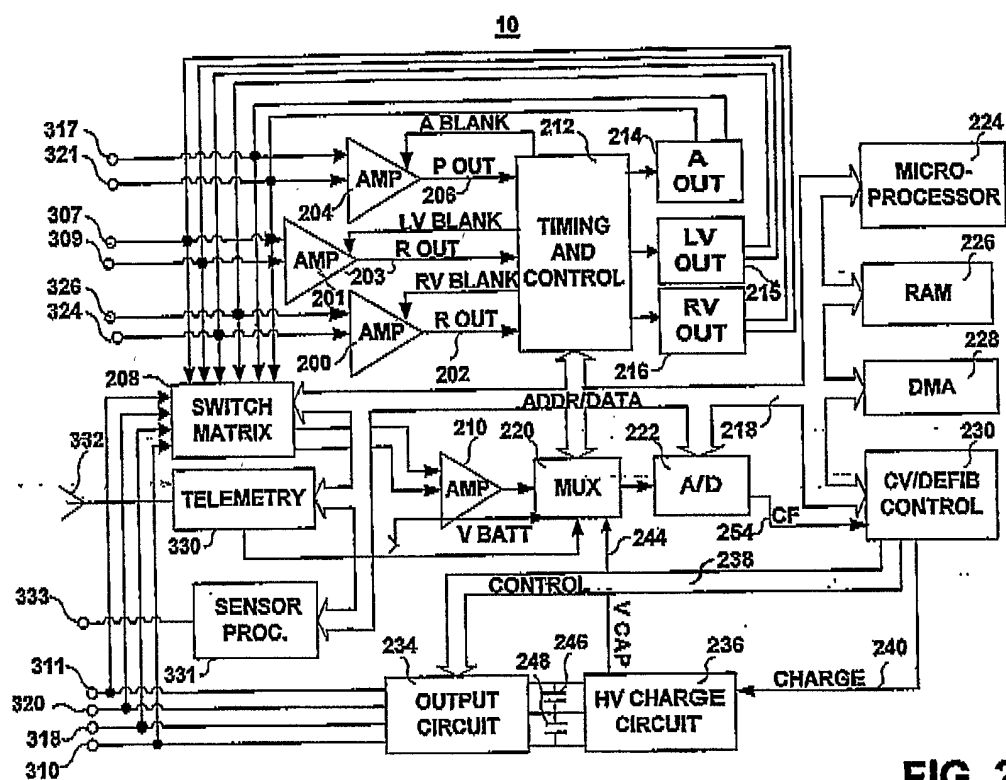 10
317
321
307
309
326
324
A BLANK
AMP
204
P OUT
206
LV BLANK
AMP
201
R OUT
203
RV BLANK
AMP
200
R OUT
202
212
TIMING
AND
CONTROL
214
A
OUT
LV
OUT
215
RV
OUT
216
224
MICRO-
PROCESSOR
226
RAM
228
DMA
230
CV/DEFIB
CONTROL
208
SWITCH
MATRIX
ADDR/DATA
218
210
AMP
220
MUX
222
A/D
CF
254
332
TELEMETRY
330
V BATT
244
238
CONTROL
333
SENSOR
PROC.
331
V CAP
234
OUTPUT
CIRCUIT
246
248
236
HV CHARGE
CIRCUIT
CHARGE
240
311
320
318
310